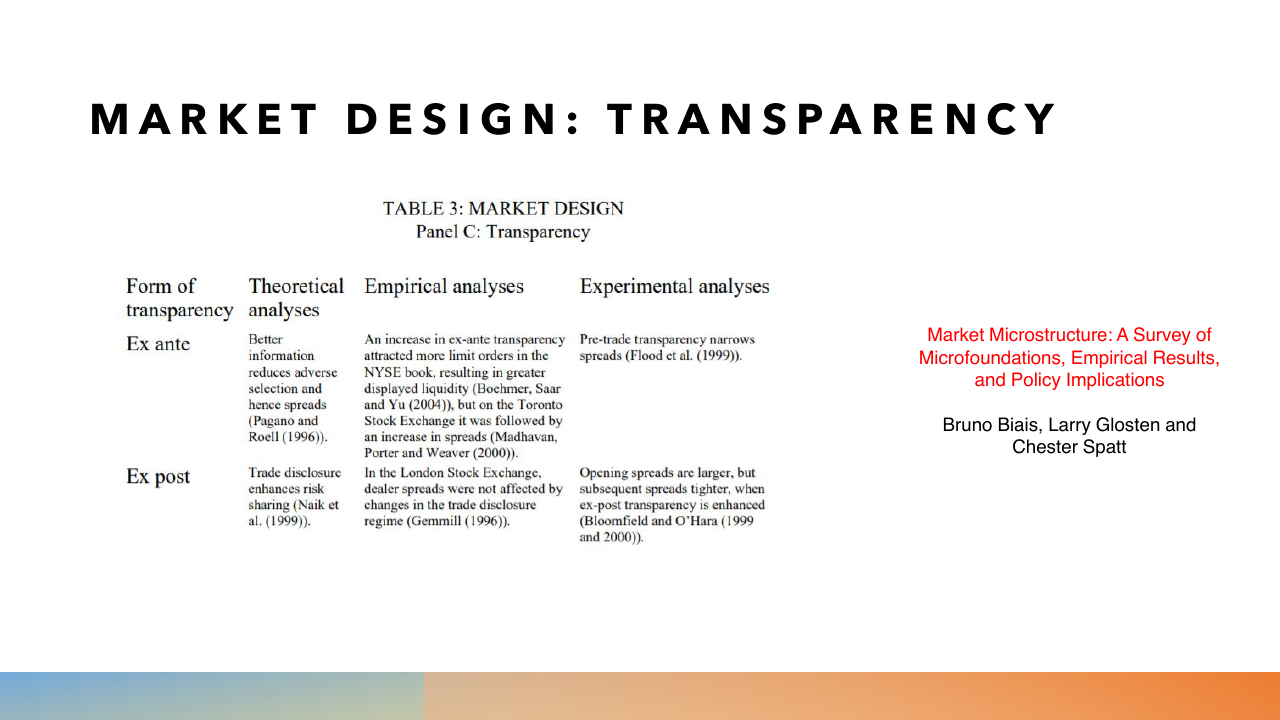 MARKET DESIGN: TRANSPARENCY
TABLE 3: MARKET DESIGN
Panel C: Transparency
Form of transparency
Theoretical analyses
Empirical analyses
Experimental analyses
Ex ante
Better
information
reduces adverse
selection and
hence spreads
(Pagano and
Roell (1996)).
An increase in ex-ante transparency
attracted more limit orders in the
NYSE book, resulting in greater
displayed liquidity (Boehmer, Saar
and Yu (2004)), but on the Toronto
Stock Exchange it was followed by
an increase in spreads (Madhavan,
Porter and Weaver (2000)).
Pre-trade transparency narrows
spreads (Flood et al. (1999)).
Ex post
Trade disclosure
enhances risk
sharing (Naik et
al. (1999)).
In the London Stock Exchange,
dealer spreads were not affected by
changes in the trade disclosure
regime (Gemmill (1996)).
Opening spreads are larger, but
subsequent spreads tighter, when
ex-post transparency is enhanced
(Bloomfield and O'Hara (1999
and 2000)).
Market Microstructure: A Survey of
Microfoundations, Empirical Results,
and Policy Implications
Bruno Biais, Larry Glosten and
Chester Spatt